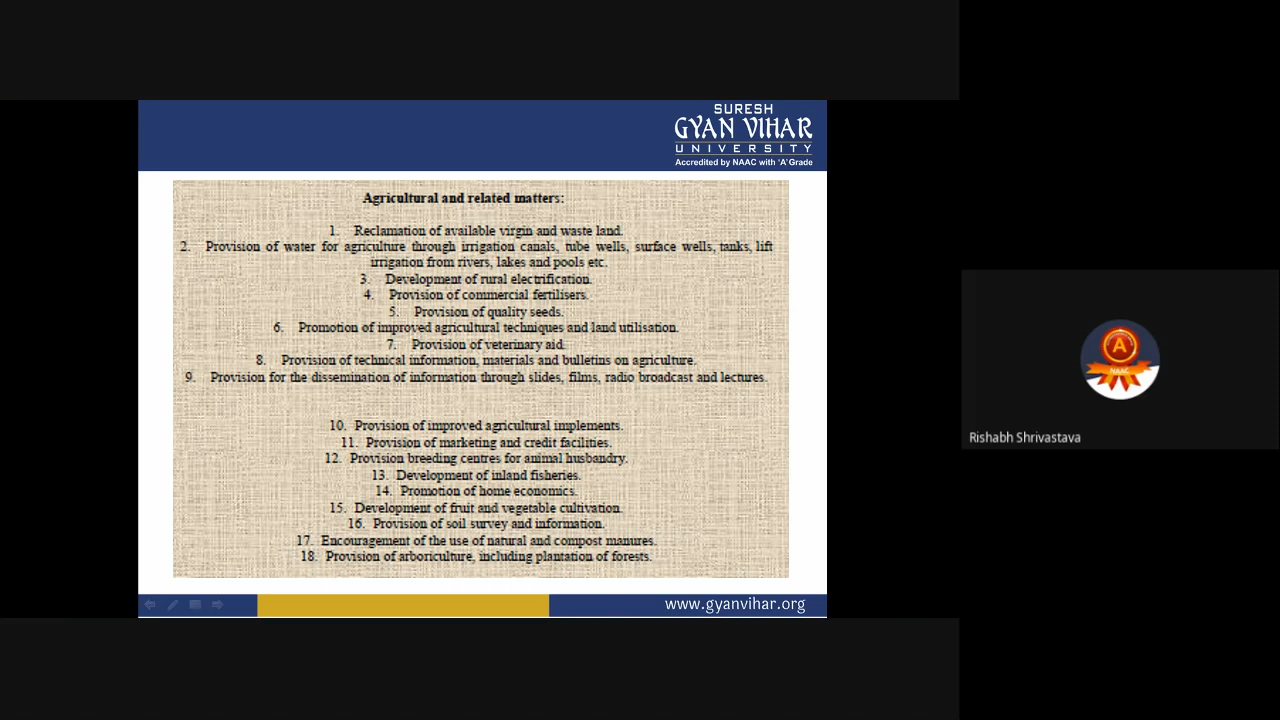 SURESH
GYAN VIHAR
UNIVERSITY
Accredited by NAAC with 'A' Grade
Agricultural and related matters:
1. Reclamation of available virgin and waste land.
2. Provision of water for agriculture through irrigation canals, tube wells, surface wells, tanks, lift
irrigation from rivers, lakes and pools etc.
3. Development of rural electrification.
4. Provision of commercial fertilisers.
5. Provision of quality seeds.
6. Promotion of improved agricultural techniques and land utilisation.
7. Provision of veterinary aid.
8. Provision of technical information, materials and bulletins on agriculture.
9. Provision for the dissemination of information through slides, films, radio broadcast and lectures.
10. Provision of improved agricultural implements.
11. Provision of marketing and credit facilities.
12. Provision breeding centres for animal husbandry.
13. Development of inland fisheries.
14. Promotion of home economics.
15. Development of fruit and vegetable cultivation.
16. Provision of soil survey and information.
17. Encouragement of the use of natural and compost manures.
18. Provision of arboriculture, including plantation of forests.
www.gyanvihar.org
A
NAAC
Rishabh Shrivastava